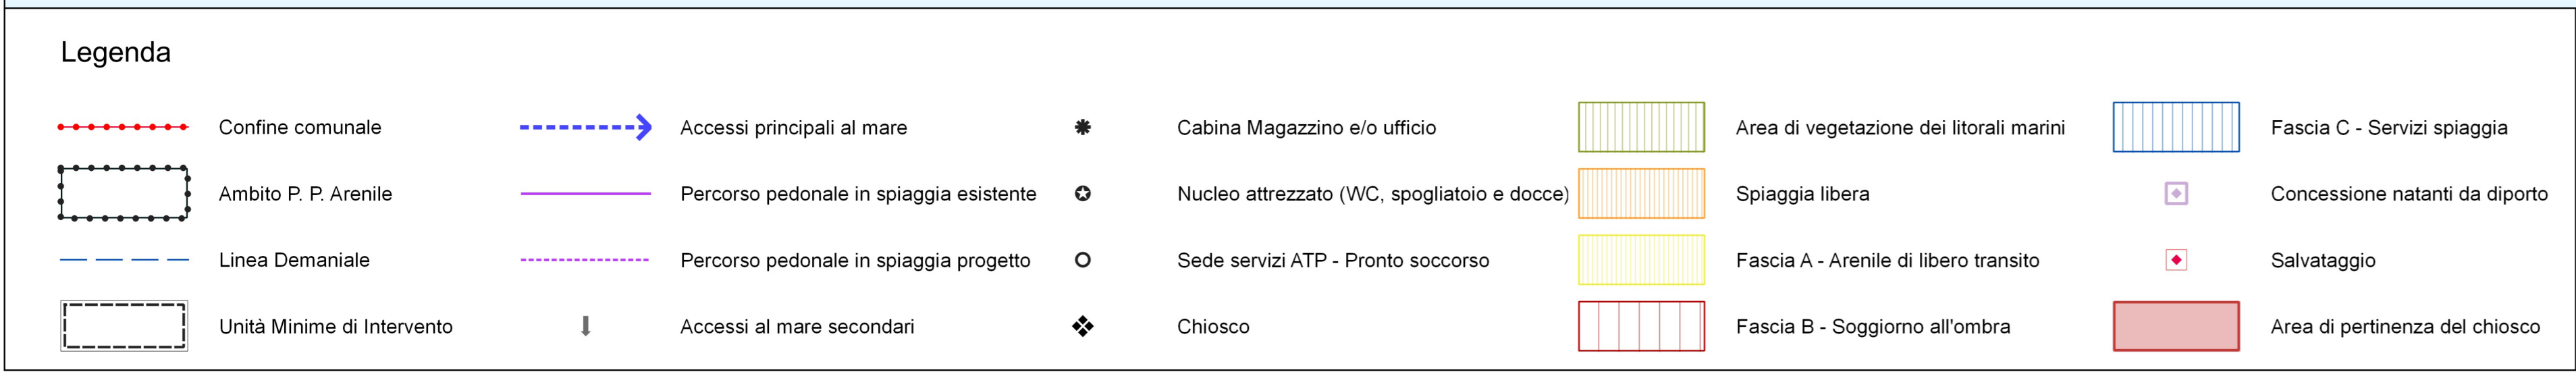 Legenda
Confine comunale
Ambito P. P. Arenile
Linea Demaniale
Unità Minime di Intervento
Accessi principali al mare
Percorso pedonale in spiaggia esistente
Percorso pedonale in spiaggia progetto
Accessi al mare secondari
Cabina Magazzino e/o ufficio
Nucleo attrezzato (WC, spogliatoio e docce)
Sede servizi ATP - Pronto soccorso
Chiosco
Area di vegetazione dei litorali marini
Spiaggia libera
Fascia A - Arenile di libero transito
Fascia B - Soggiorno all'ombra
Fascia C - Servizi spiaggia
Concessione natanti da diporto
Salvataggio
Area di pertinenza del chiosco